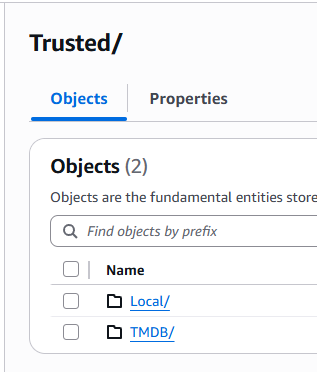 Trusted/
Objects
Properties
Objects (2)
Objects are the fundamental entities store
Find objects by prefix
Name
Local/
TMDB/